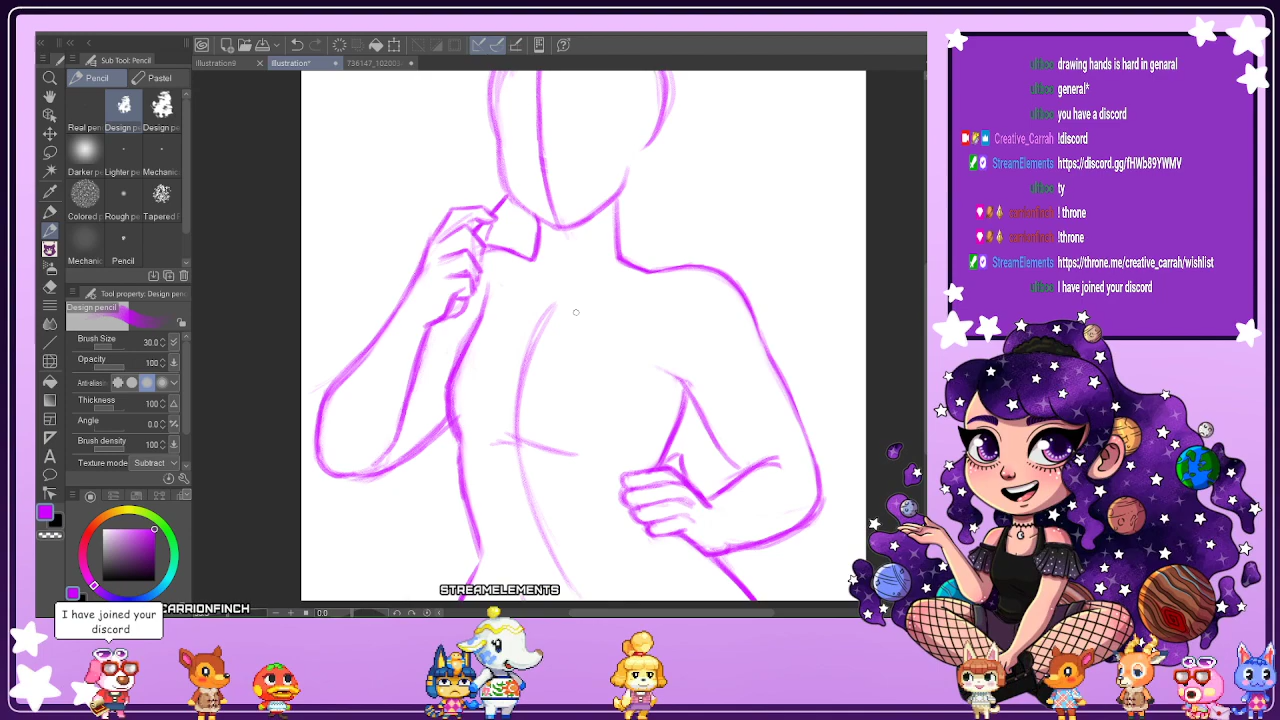 Sub Tool: Pencil
Illustration9
Illustration*
Pencil
Pastel
Real pen
Design pe
Design pe
Darker pe
Lighter pe
Mechanic
Colored p
Rough pe
Tapered F
Mechanic
Pencil
Tool property: Design pen
Design pencil
Brush Size
30.0
Opacity
100
Anti-alias
Thickness
100
Angle
0.0
Brush density
100
Texture mode
Subtract
0.0
STREAMELEMENTS
CARRIONFINCH
I have joined your
discord
drawing hands is hard in genaral
general*
you have a discord
Creative_Carrah !discord
StreamElements https://discord.gg/fHWb89YWMV
ty
! throne
!throne
StreamElements https://throne.me/creative_carrah/wishlist
I have joined your discord